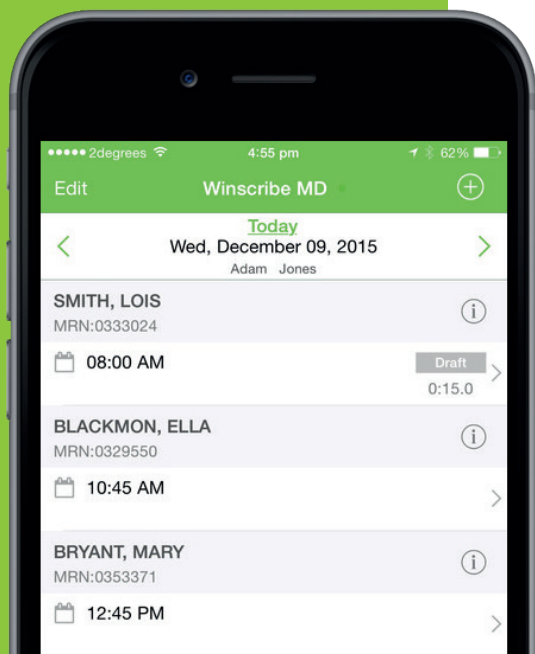 2degrees 4:55 pm 62%
Edit Winscribe MD
Today
Wed, December 09, 2015
Adam Jones
SMITH, LOIS
MRN:0333024
08:00 AM Draft
0:15.0
BLACKMON, ELLA
MRN:0329550
10:45 AM
BRYANT, MARY
MRN:0353371
12:45 PM